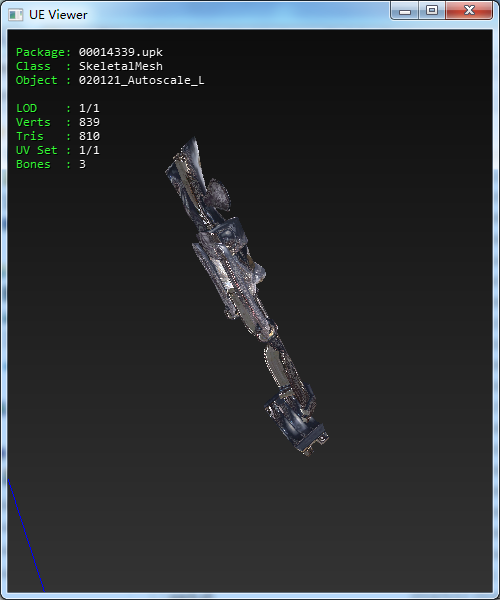 UE Viewer
Package: 00014339.upk
Class : SkeletalMesh
Object : 020121_Autoscale_L
LOD : 1/1
Verts : 839
Tris : 810
UV Set : 1/1
Bones : 3